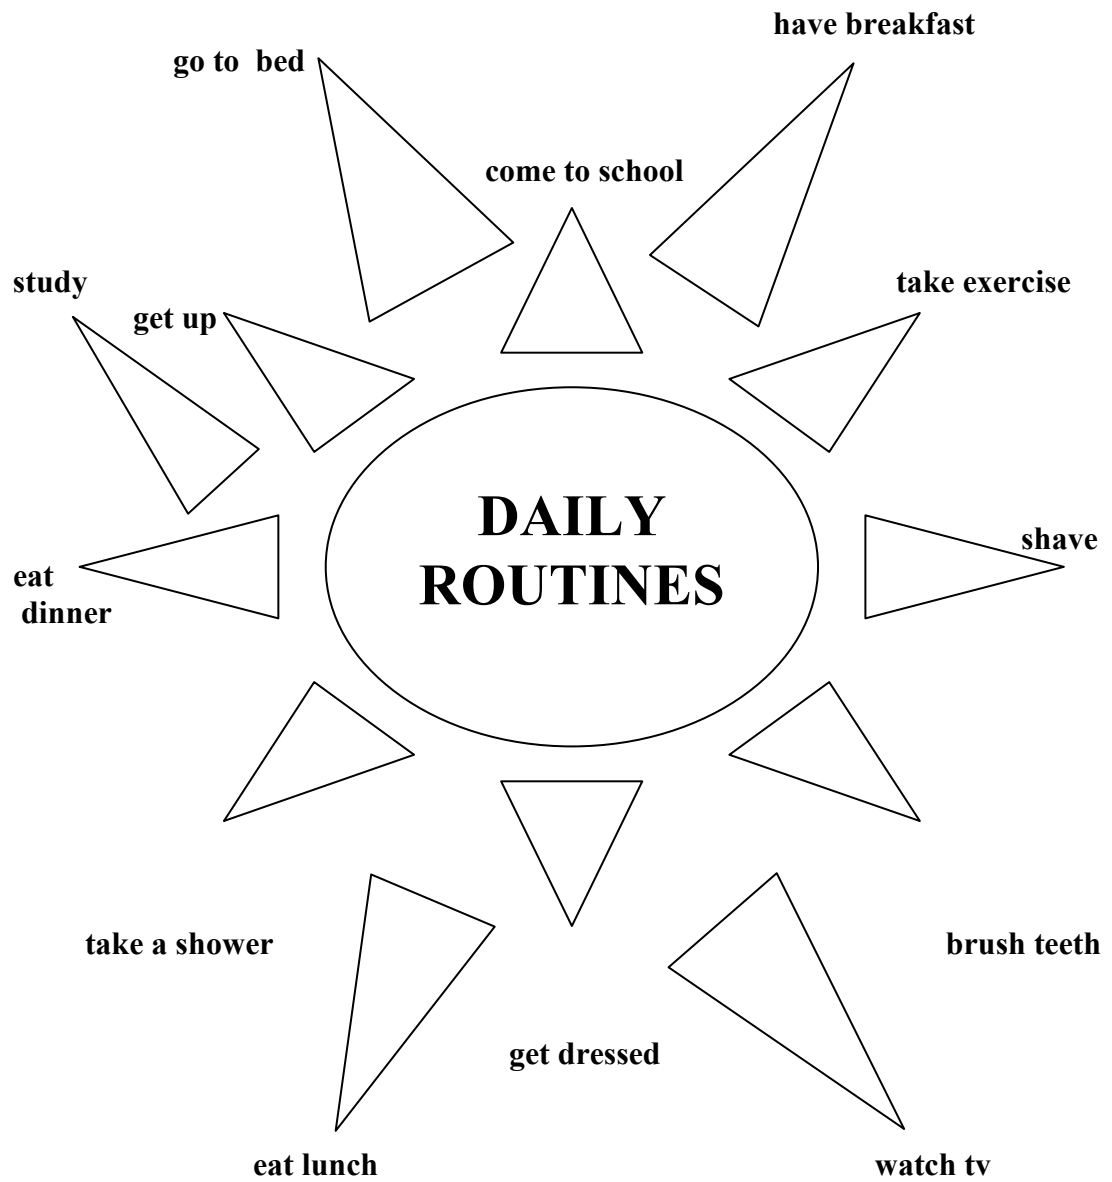 have breakfast
go to  bed
come to school
study
take exercise
get up
DAILY
ROUTINES
shave
eat
dinner
take a shower
brush teeth
get dressed
eat lunch
watch tv